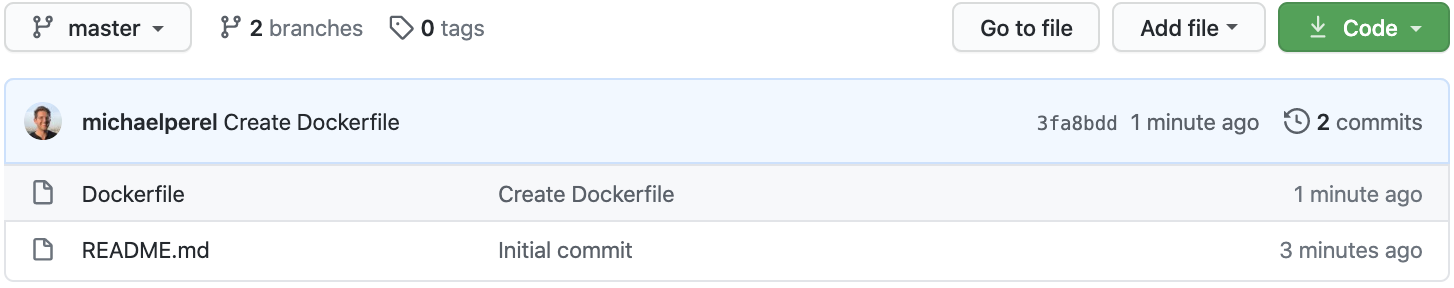 master 2 branches 0 tags Go to file Add file Code
michaelperel Create Dockerfile 3fa8bdd 1 minute ago 2 commits
Dockerfile Create Dockerfile 1 minute ago
README.md Initial commit 3 minutes ago